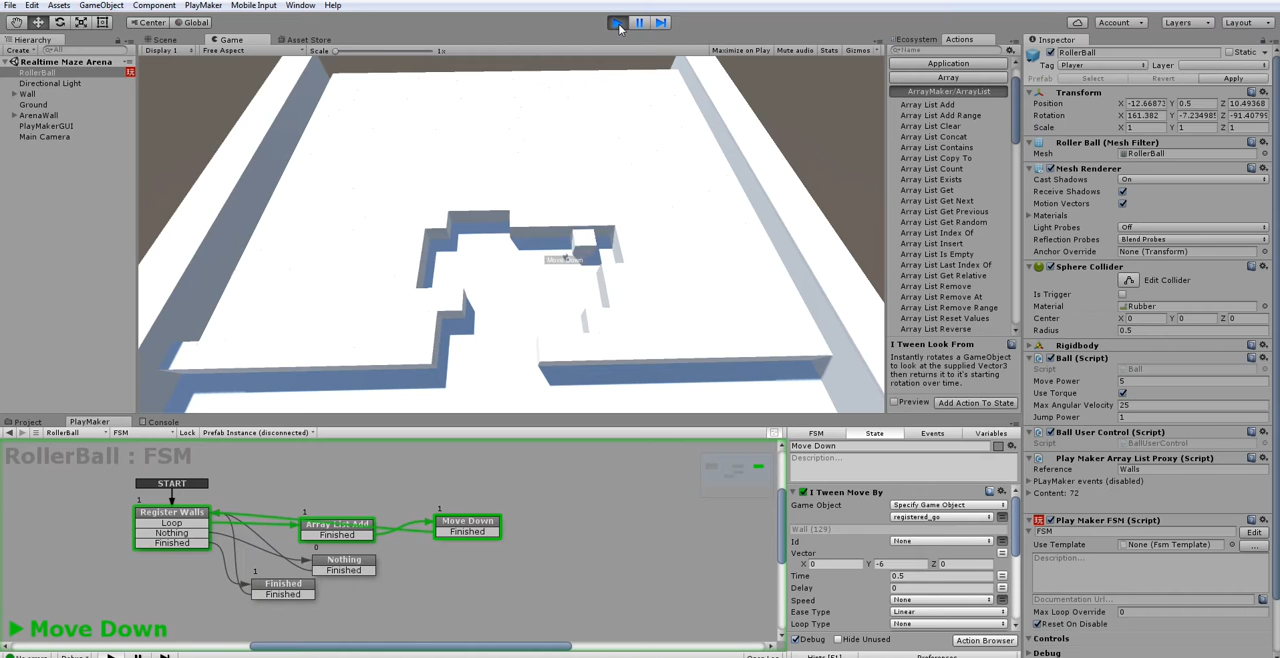 File Edit Assets GameObject Component PlayMaker Mobile Input Window Help
Center Global Account Layers Layout
Hierarchy Scene Game Asset Store Ecosystem Actions Inspector
Create All Display 1 Free Aspect Scale 1x Maximize on Play Mute audio Stats Gizmos
Realtime Maze Arena
RollerBall
Directional Light
Wall
Ground
ArenaWall
PlayMakerGUI
Main Camera
Move Down
Name
Application
Array
ArrayMaker/ArrayList
Array List Add
Array List Add Range
Array List Clear
Array List Concat
Array List Contains
Array List Copy To
Array List Count
Array List Exists
Array List Get
Array List Get Next
Array List Get Previous
Array List Get Random
Array List Index Of
Array List Insert
Array List Is Empty
Array List Last Index Of
Array List Get Relative
Array List Remove
Array List Remove At
Array List Remove Range
Array List Reset Values
Array List Reverse
I Tween Look From
Instantly rotates a GameObject
to look at the supplied Vector3
then returns it to it's starting
rotation over time.
Preview Add Action To State
RollerBall Static
Tag Player Layer
Prefab Select Revert Apply
Transform
Position X -12.66873 Y 0.5 Z 10.49368
Rotation X 161.382 Y -7.234985 Z -91.40799
Scale X 1 Y 1 Z 1
Roller Ball (Mesh Filter)
Mesh RollerBall
Mesh Renderer
Cast Shadows On
Receive Shadows
Motion Vectors
Materials
Light Probes Off
Reflection Probes Blend Probes
Anchor Override None (Transform)
Sphere Collider
Edit Collider
Is Trigger
Material Rubber
Center X 0 Y 0 Z 0
Radius 0.5
Rigidbody
Ball (Script)
Script Ball
Move Power 5
Use Torque
Max Angular Velocity 25
Jump Power 1
Ball User Control (Script)
Script BallUserControl
Play Maker Array List Proxy (Script)
Reference Walls
PLayMaker events (disabled)
Content: 72
Play Maker FSM (Script)
FSM Edit
Use Template None (Fsm Template) ...
Description...
Documentation Url...
Max Loop Override 0
Reset On Disable
Controls
Debug
Project PlayMaker Console
RollerBall FSM Lock Prefab Instance (disconnected)
RollerBall : FSM
START
1
Register Walls
Loop
Nothing
Finished
1
Array List Add
Finished
1
Move Down
Finished
0
Nothing
Finished
1
Finished
Finished
Move Down
FSM State Events Variables
Move Down
Description...
I Tween Move By
Game Object Specify Game Object
registered_go
Wall (129)
Id None
Vector
X 0 Y -6 Z 0
Time 0.5
Delay 0
Speed None
Ease Type Linear
Loop Type None
Debug Hide Unused Action Browser